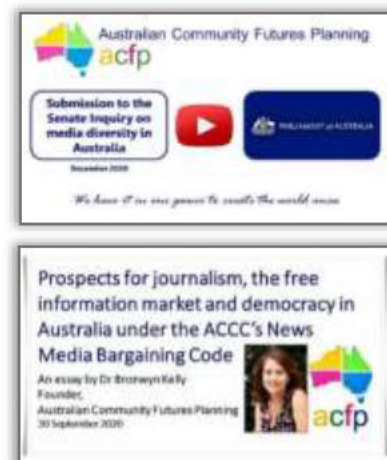 Australian Community Futures Planning
acfp
Submission to the
Senate Inquiry on
media diversity in
Australia
December 2020
PARLIAMENT of AUSTRALIA
We have it in our power to create the world anew
Prospects for journalism, the free
information market and democracy in
Australia under the ACCC's News
Media Bargaining Code
An essay by Dr Bronwyn Kelly
Founder,
Australian Community Futures Planning
30 September 2020
acfp